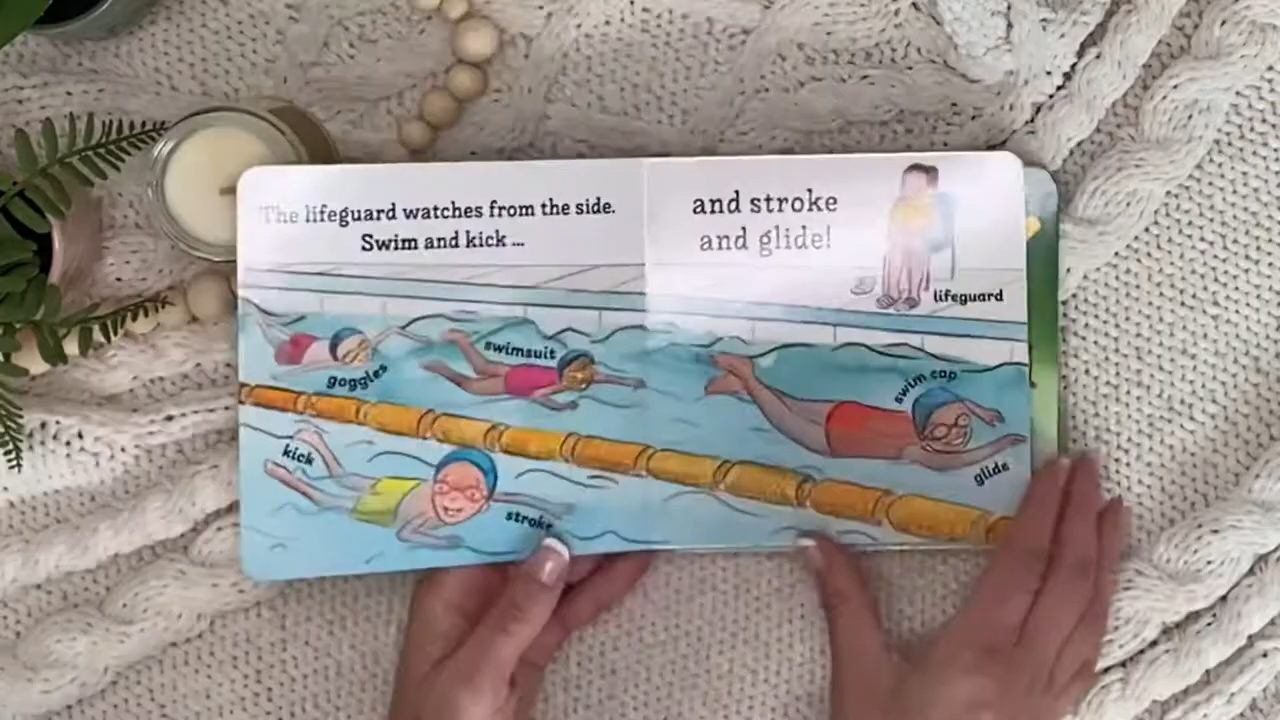 The lifeguard watches from the side.
Swim and kick ...
and stroke
and glide!
lifeguard
goggles
swimsuit
swim cap
kick
stroke
glide